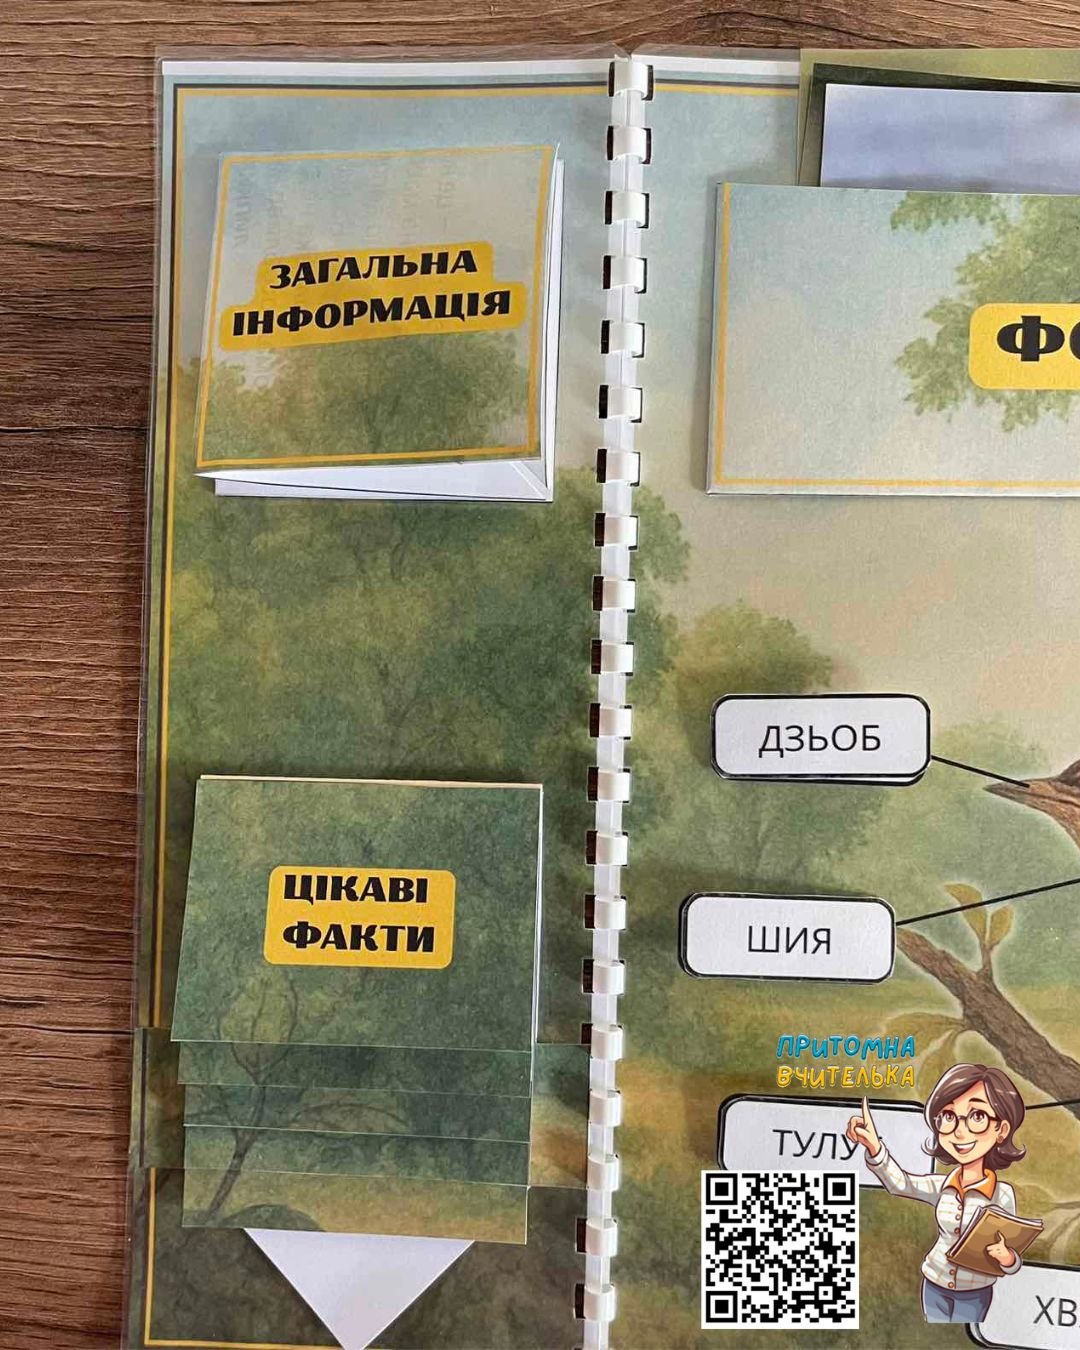 ЗАГАЛЬНА
ІНФОРМАЦІЯ
ЦІКАВІ
ФАКТИ
ДЗЬОБ
ШИЯ
ПРИТОМНА
ВЧИТЕЛЬКА